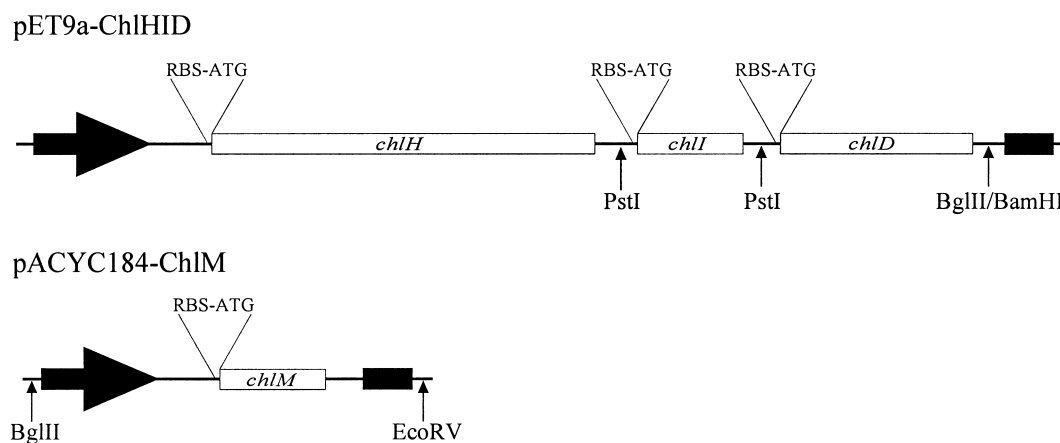 pET9a-ChlHID
RBS-ATG RBS-ATG RBS-ATG
chlH chlI chlD
PstI PstI BglII/BamHI
pACYC184-ChlM
RBS-ATG
chlM
BglII EcoRV